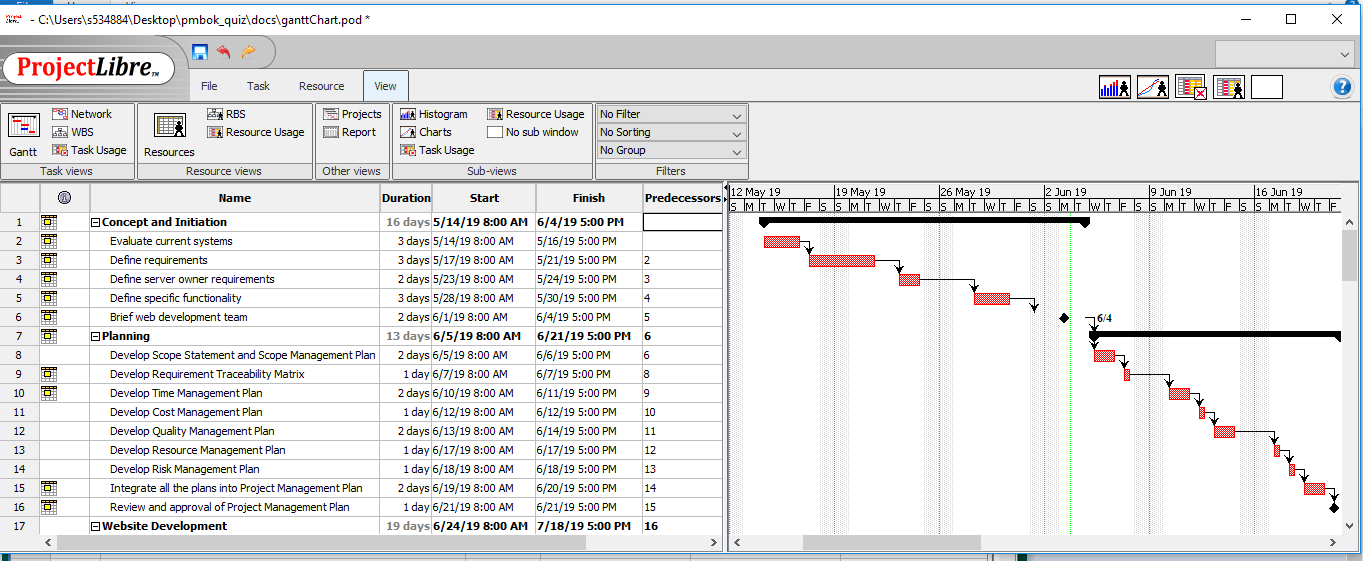 Project Libre - C:\Users\s534884\Desktop\pmbok_quiz\docs\ganttChart.pod *
ProjectLibre™
File Task Resource View
Gantt Network WBS Task Usage
Task views
Resources RBS Resource Usage
Resource views
Projects Report
Other views
Histogram Charts Task Usage Resource Usage No sub window
Sub-views
No Filter
No Sorting
No Group
Filters
Name Duration Start Finish Predecessors
1 Concept and Initiation 16 days 5/14/19 8:00 AM 6/4/19 5:00 PM
2 Evaluate current systems 3 days 5/14/19 8:00 AM 5/16/19 5:00 PM
3 Define requirements 3 days 5/17/19 8:00 AM 5/21/19 5:00 PM 2
4 Define server owner requirements 2 days 5/23/19 8:00 AM 5/24/19 5:00 PM 3
5 Define specific functionality 3 days 5/28/19 8:00 AM 5/30/19 5:00 PM 4
6 Brief web development team 2 days 6/1/19 8:00 AM 6/4/19 5:00 PM 5
7 Planning 13 days 6/5/19 8:00 AM 6/21/19 5:00 PM 6
8 Develop Scope Statement and Scope Management Plan 2 days 6/5/19 8:00 AM 6/6/19 5:00 PM 6
9 Develop Requirement Traceability Matrix 1 day 6/7/19 8:00 AM 6/7/19 5:00 PM 8
10 Develop Time Management Plan 2 days 6/10/19 8:00 AM 6/11/19 5:00 PM 9
11 Develop Cost Management Plan 1 day 6/12/19 8:00 AM 6/12/19 5:00 PM 10
12 Develop Quality Management Plan 2 days 6/13/19 8:00 AM 6/14/19 5:00 PM 11
13 Develop Resource Management Plan 1 day 6/17/19 8:00 AM 6/17/19 5:00 PM 12
14 Develop Risk Management Plan 1 day 6/18/19 8:00 AM 6/18/19 5:00 PM 13
15 Integrate all the plans into Project Management Plan 2 days 6/19/19 8:00 AM 6/20/19 5:00 PM 14
16 Review and approval of Project Management Plan 1 day 6/21/19 8:00 AM 6/21/19 5:00 PM 15
17 Website Development 19 days 6/24/19 8:00 AM 7/18/19 5:00 PM 16
12 May 19 19 May 19 26 May 19 2 Jun 19 9 Jun 19 16 Jun 19
S M T W T F S S M T W T F S S M T W T F S S M T W T F S S M T W T F S S M T W T F
6/4